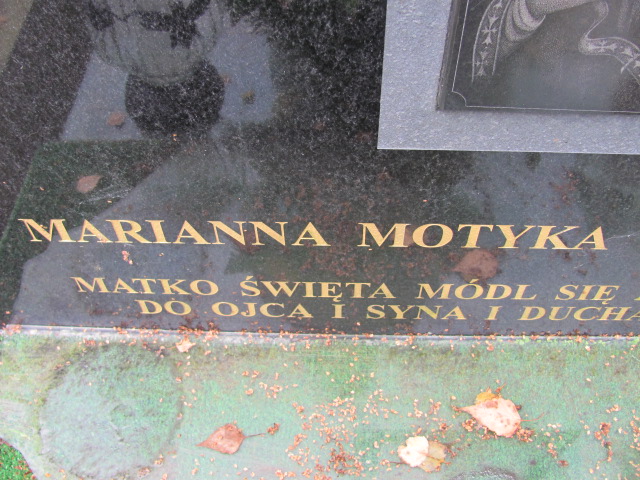 MARIANNA MOTYKA
MATKO ŚWIĘTA MÓDL SIĘ
DO OJCA I SYNA I DUCHA